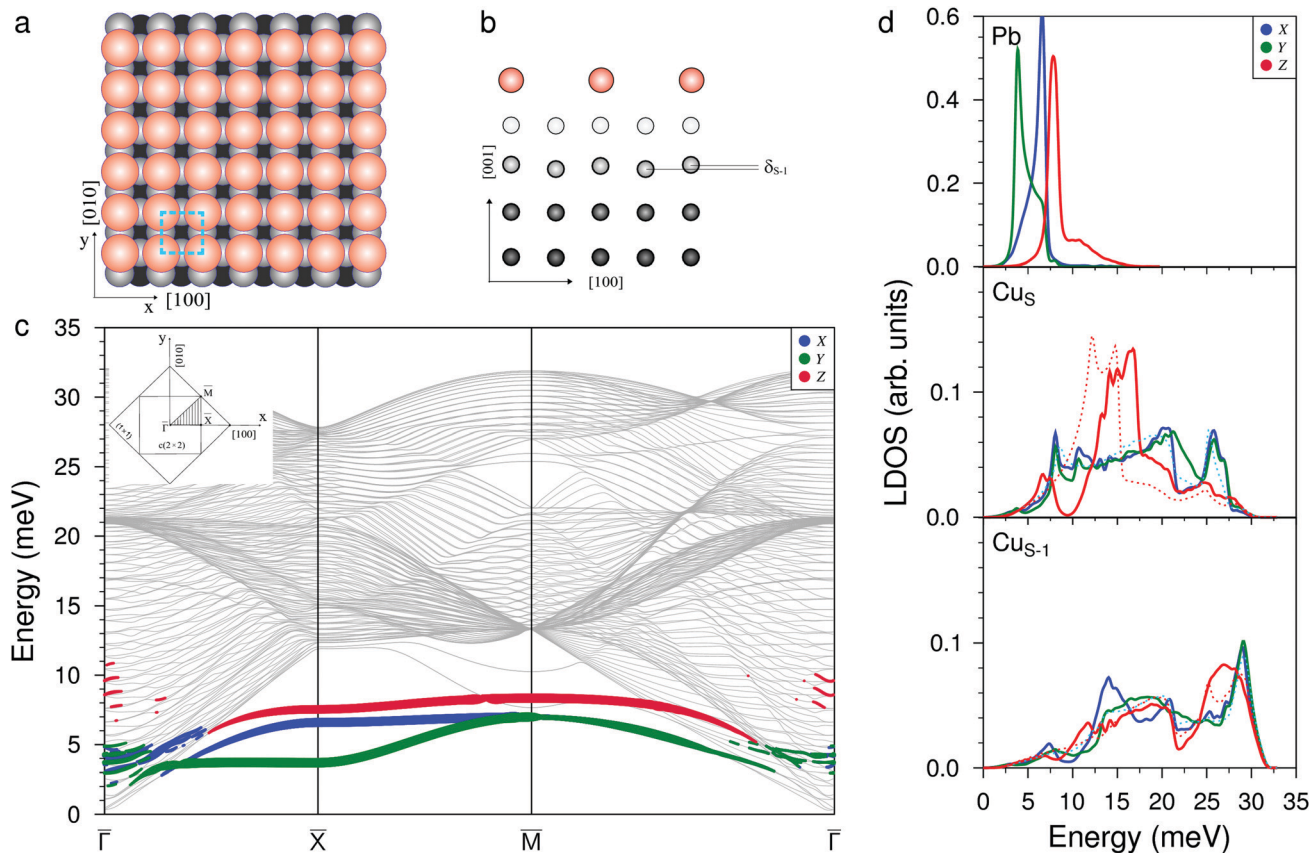 a
[010]
y
x
[100]
b
[001]
[100]
δS-1
c
Energy (meV)
35
30
25
20
15
10
5
0
X
Y
Z
y
[010]
M̅
Γ̅
X̅
x
[100]
(1×1)
c(2×2)
Γ̅
X̅
M̅
Γ̅
d
LDOS (arb. units)
Pb
0.6
0.4
0.2
0.0
X
Y
Z
CuS
0.1
0.0
CuS-1
0.1
0.0
0
5
10
15
20
25
30
35
Energy (meV)